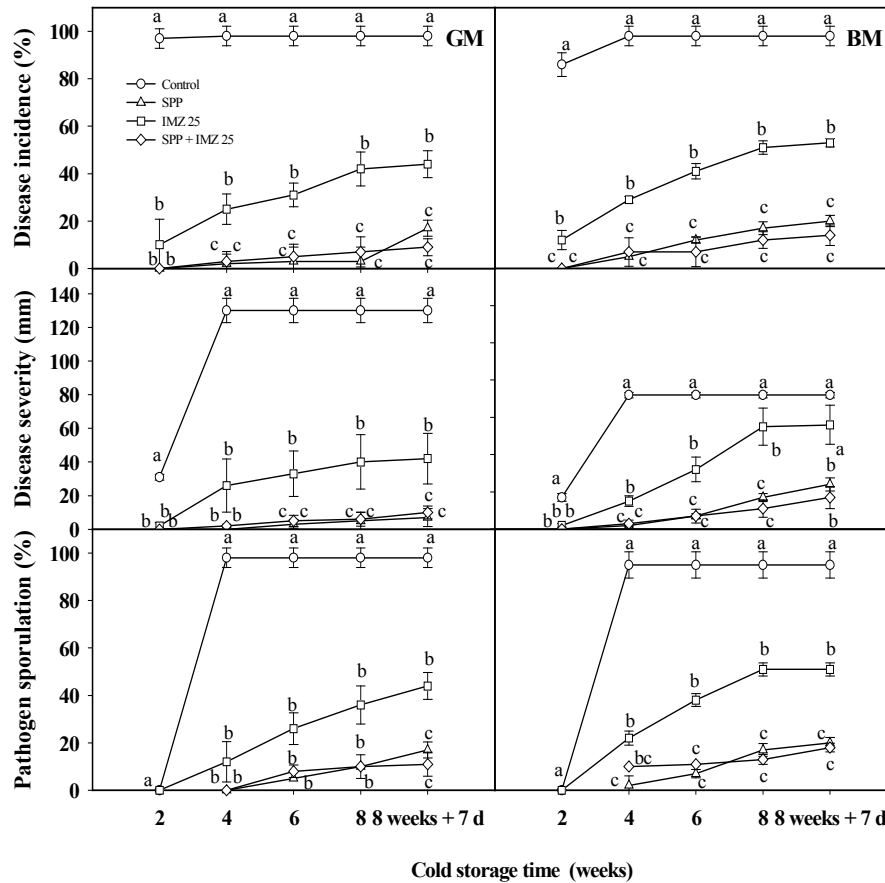 Disease incidence (%)
100
80
60
40
20
0
GM
Control
SPP
IMZ 25
SPP + IMZ 25
a a a a a
b b b b b
c c c c c c
b b c c
BM
a a a a a
b b b b b
c c c c
c c c c c c
Disease severity (mm)
140
120
100
80
60
40
20
0
a a a a a
b b b b b
b b b b c c c c c c
a a a a a
b b b b a
b b c c c c b
c c b
Pathogen sporulation (%)
100
80
60
40
20
0
a a a a a
b b b b
b b b b c
b b c
a a a a a
b b b b
bc c c c
c c c c
2 4 6 8 8 weeks + 7 d
2 4 6 8 8 weeks + 7 d
Cold storage time (weeks)